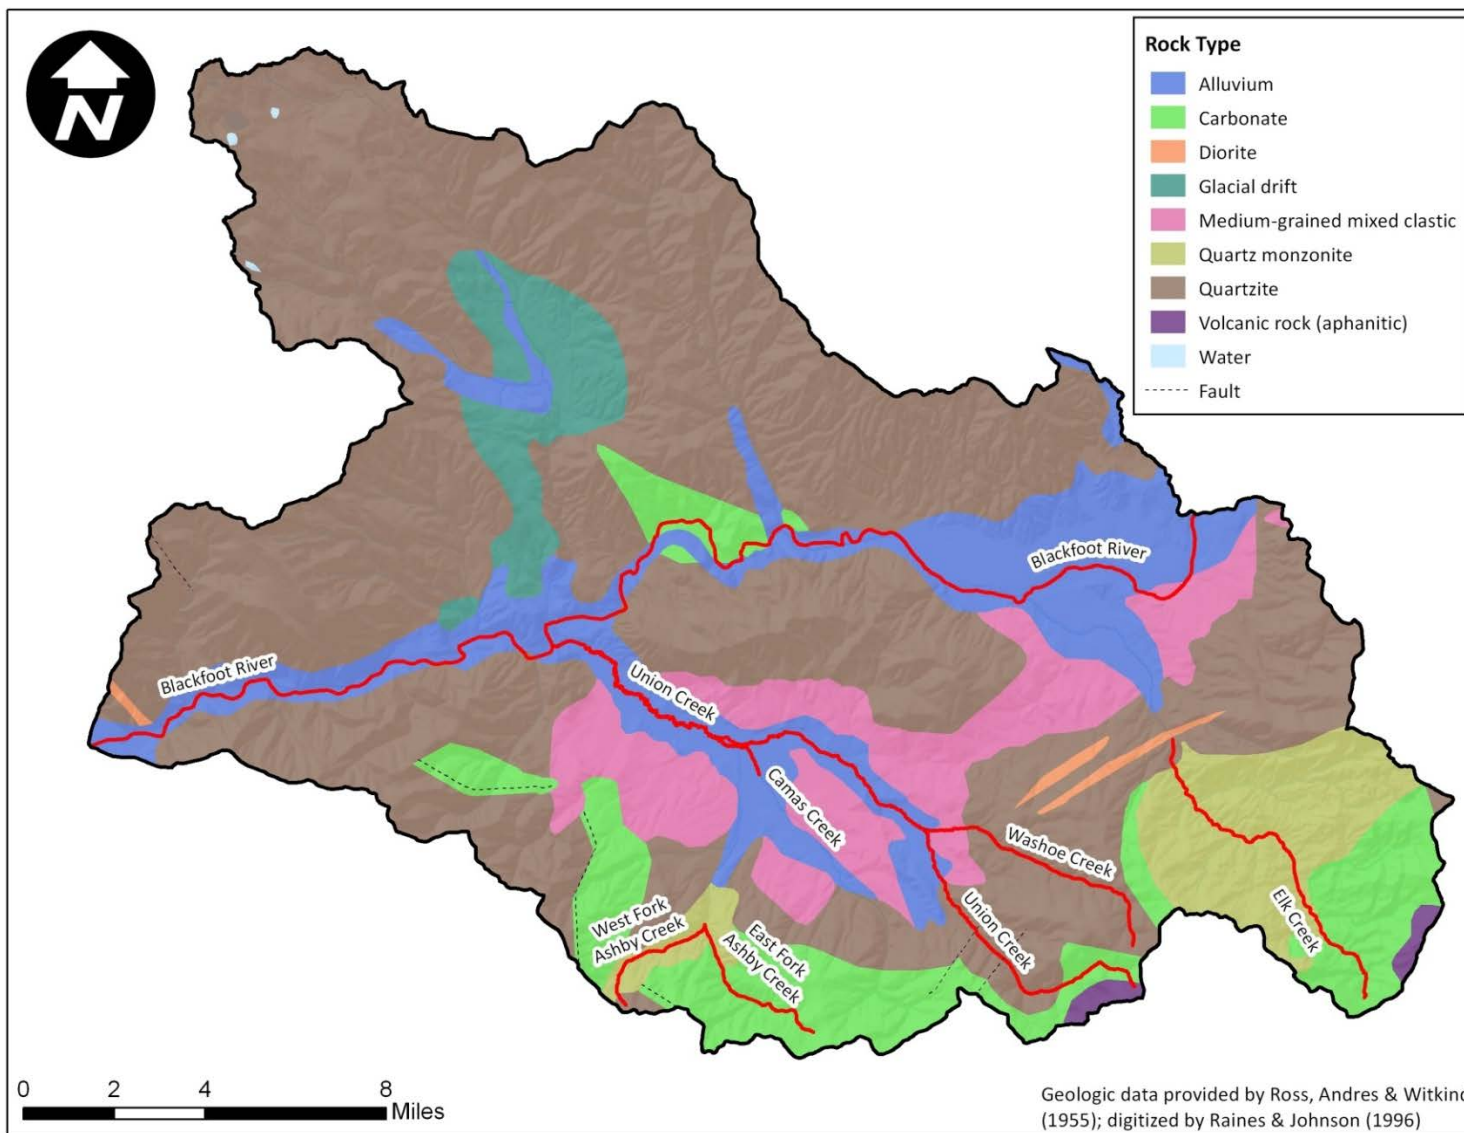 N
Rock Type
Alluvium
Carbonate
Diorite
Glacial drift
Medium-grained mixed clastic
Quartz monzonite
Quartzite
Volcanic rock (aphanitic)
Water
Fault
Blackfoot River
Blackfoot River
Union Creek
Camas Creek
Washoe Creek
Union Creek
Elk Creek
West Fork
Ashby Creek
East Fork
Ashby Creek
0 2 4 8
Miles
Geologic data provided by Ross, Andres & Witkind
(1955); digitized by Raines & Johnson (1996)